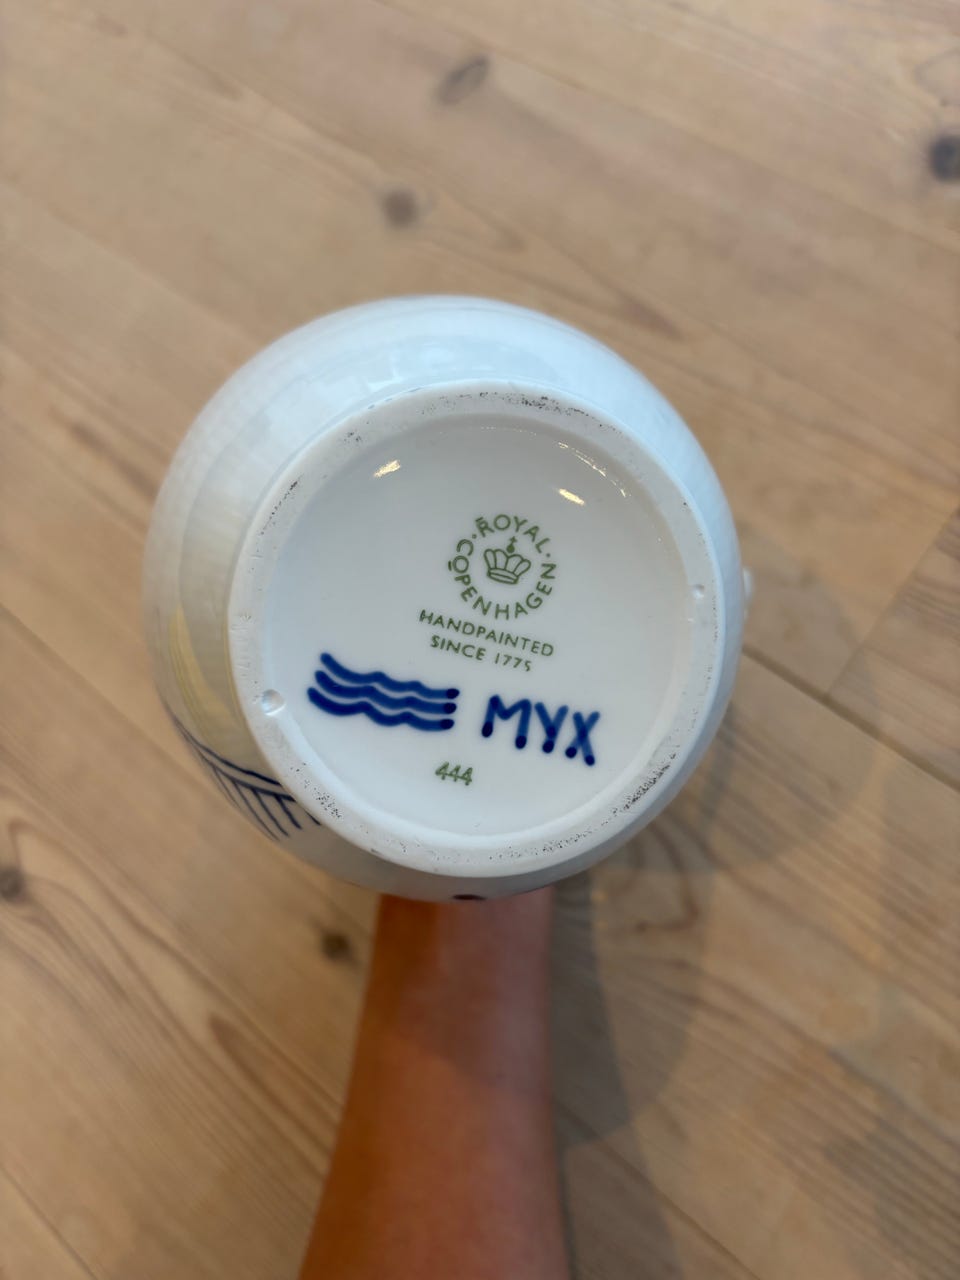 ROYAL
COPENHAGEN
HANDPAINTED
SINCE 1775
MYX
444